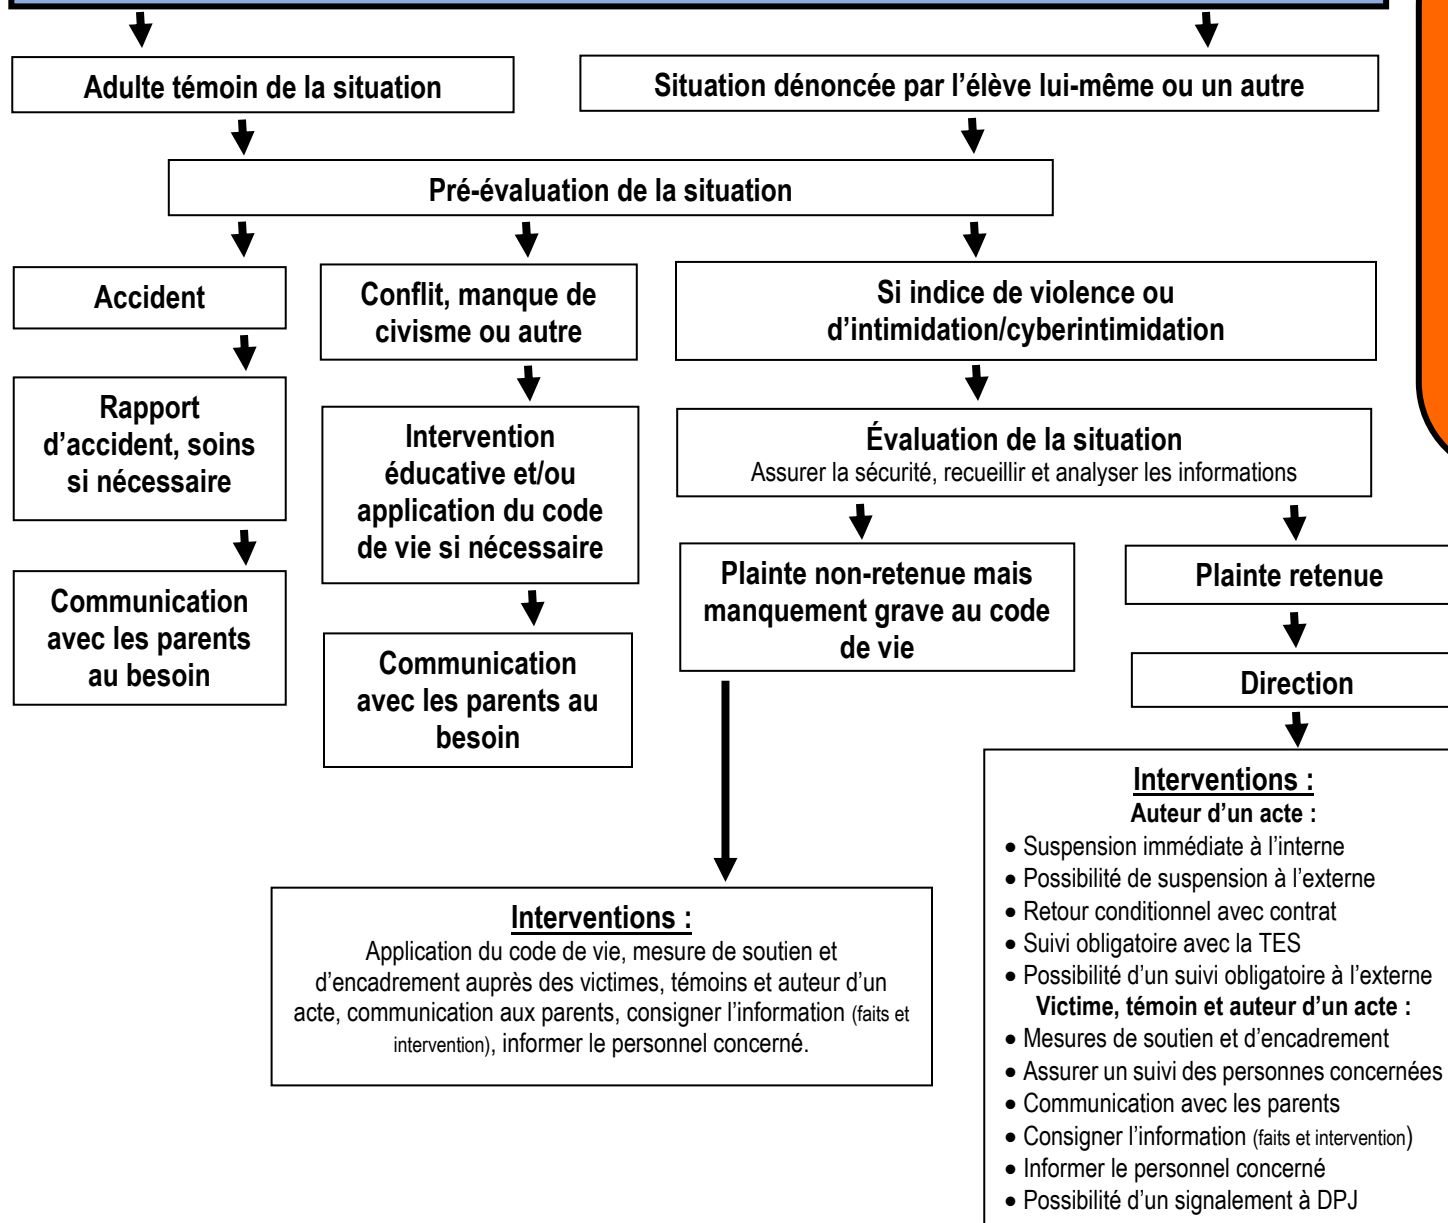 Adulte témoin de la situation
Situation dénoncée par l’élève lui-même ou un autre
Pré-évaluation de la situation
Accident
Conflit, manque de
civisme ou autre
Si indice de violence ou
d’intimidation/cyberintimidation
Rapport
d’accident, soins
si nécessaire
Intervention
éducative et/ou
application du code
de vie si nécessaire
Évaluation de la situation
Assurer la sécurité, recueillir et analyser les informations
Communication
avec les parents
au besoin
Communication
avec les parents au
besoin
Plainte non-retenue mais
manquement grave au code
de vie
Plainte retenue
Direction
Interventions :
Application du code de vie, mesure de soutien et
d’encadrement auprès des victimes, témoins et auteur d’un
acte, communication aux parents, consigner l’information (faits et
intervention), informer le personnel concerné.
Interventions :
Auteur d’un acte :
• Suspension immédiate à l’interne
• Possibilité de suspension à l’externe
• Retour conditionnel avec contrat
• Suivi obligatoire avec la TES
• Possibilité d’un suivi obligatoire à l’externe
Victime, témoin et auteur d’un acte :
• Mesures de soutien et d’encadrement
• Assurer un suivi des personnes concernées
• Communication avec les parents
• Consigner l’information (faits et intervention)
• Informer le personnel concerné
• Possibilité d’un signalement à DPJ